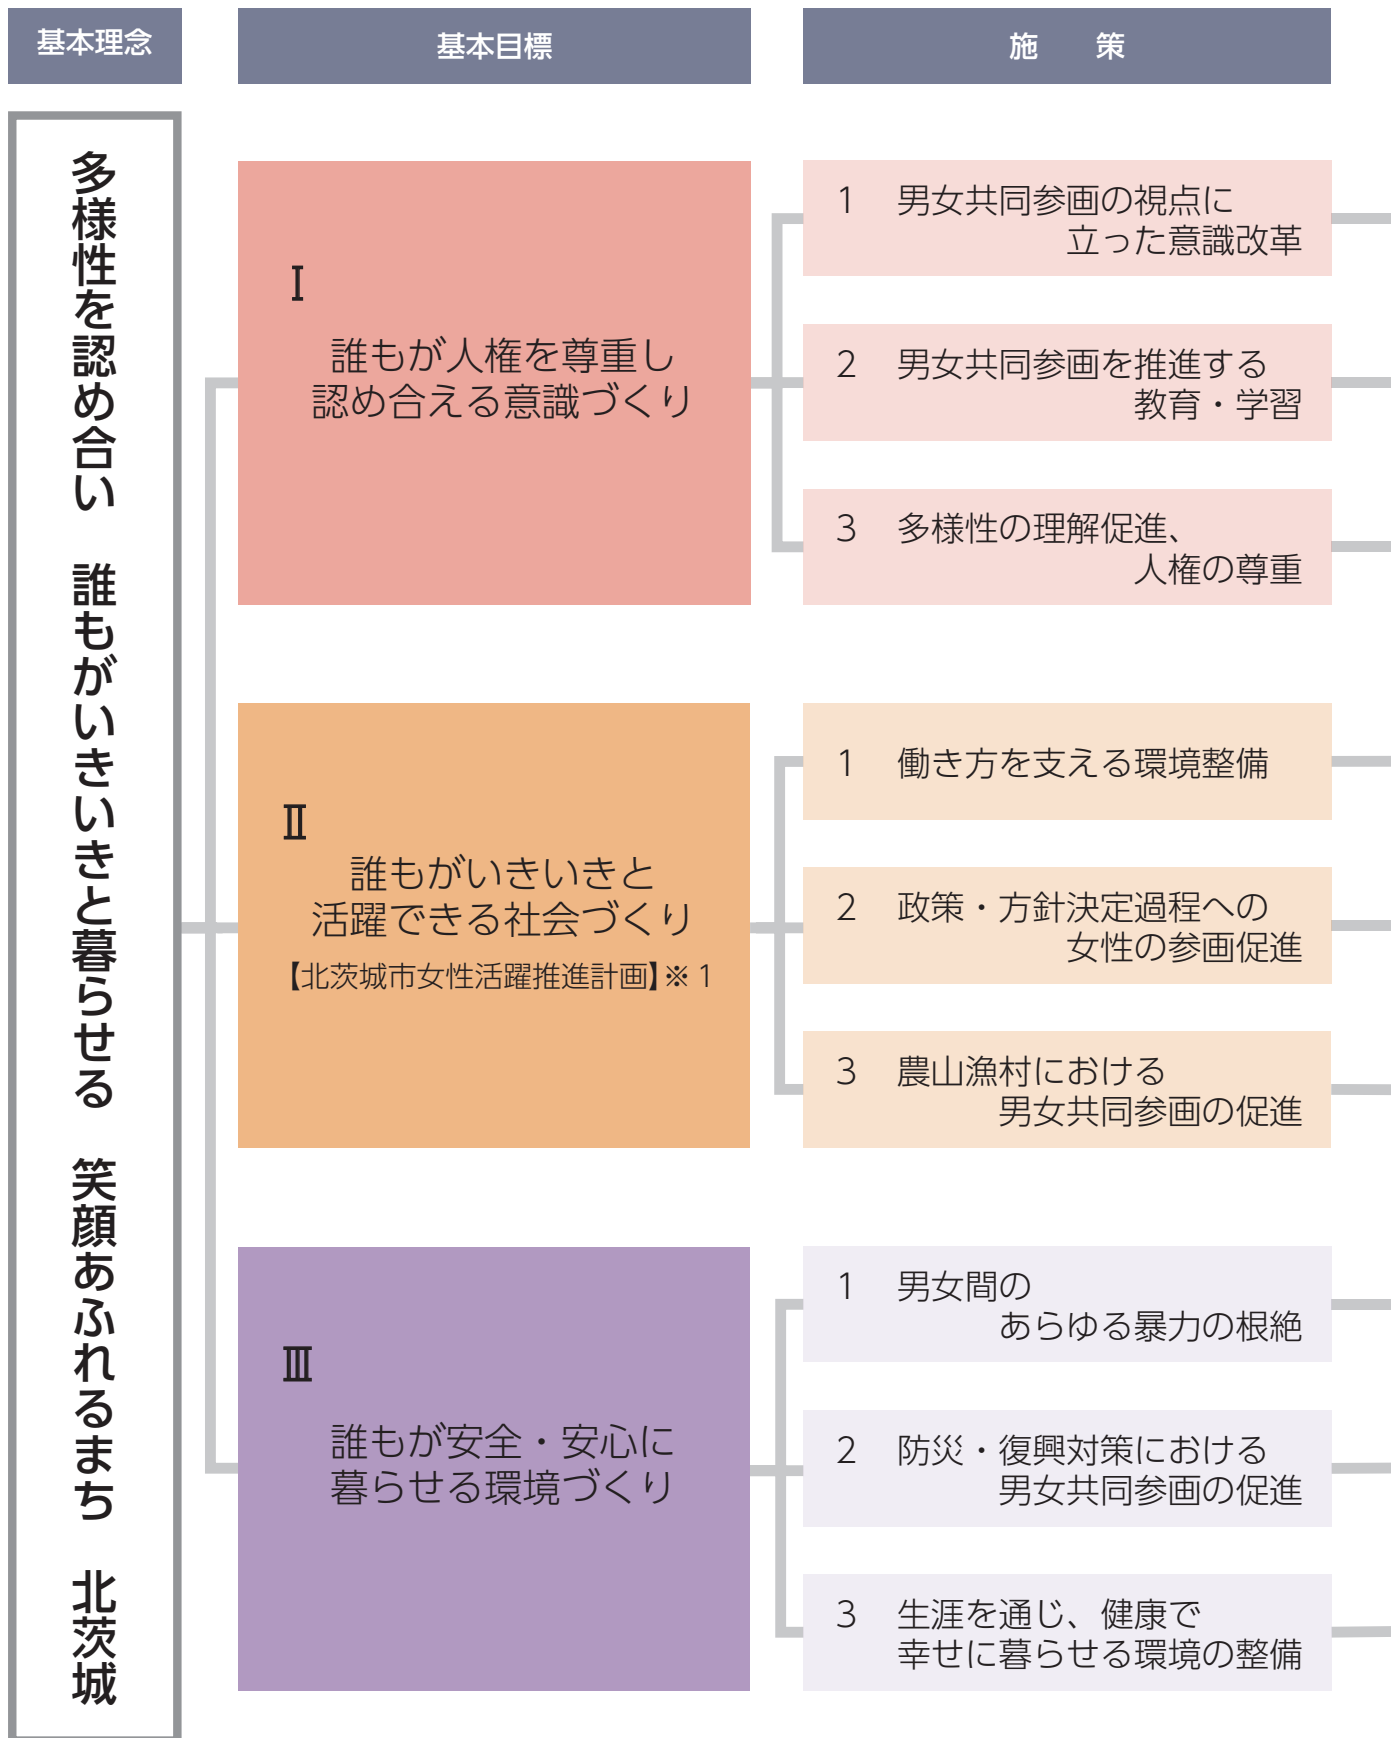 基本理念
基本目標
施　策
多様性を認め合い　誰もがいきいきと暮らせる　笑顔あふれるまち　北茨城
Ⅰ
誰もが人権を尊重し
認め合える意識づくり
1　男女共同参画の視点に
立った意識改革
2　男女共同参画を推進する
教育・学習
3　多様性の理解促進、
人権の尊重
Ⅱ
誰もがいきいきと
活躍できる社会づくり
【北茨城市女性活躍推進計画】※1
1　働き方を支える環境整備
2　政策・方針決定過程への
女性の参画促進
3　農山漁村における
男女共同参画の促進
Ⅲ
誰もが安全・安心に
暮らせる環境づくり
1　男女間の
あらゆる暴力の根絶
2　防災・復興対策における
男女共同参画の促進
3　生涯を通じ、健康で
幸せに暮らせる環境の整備